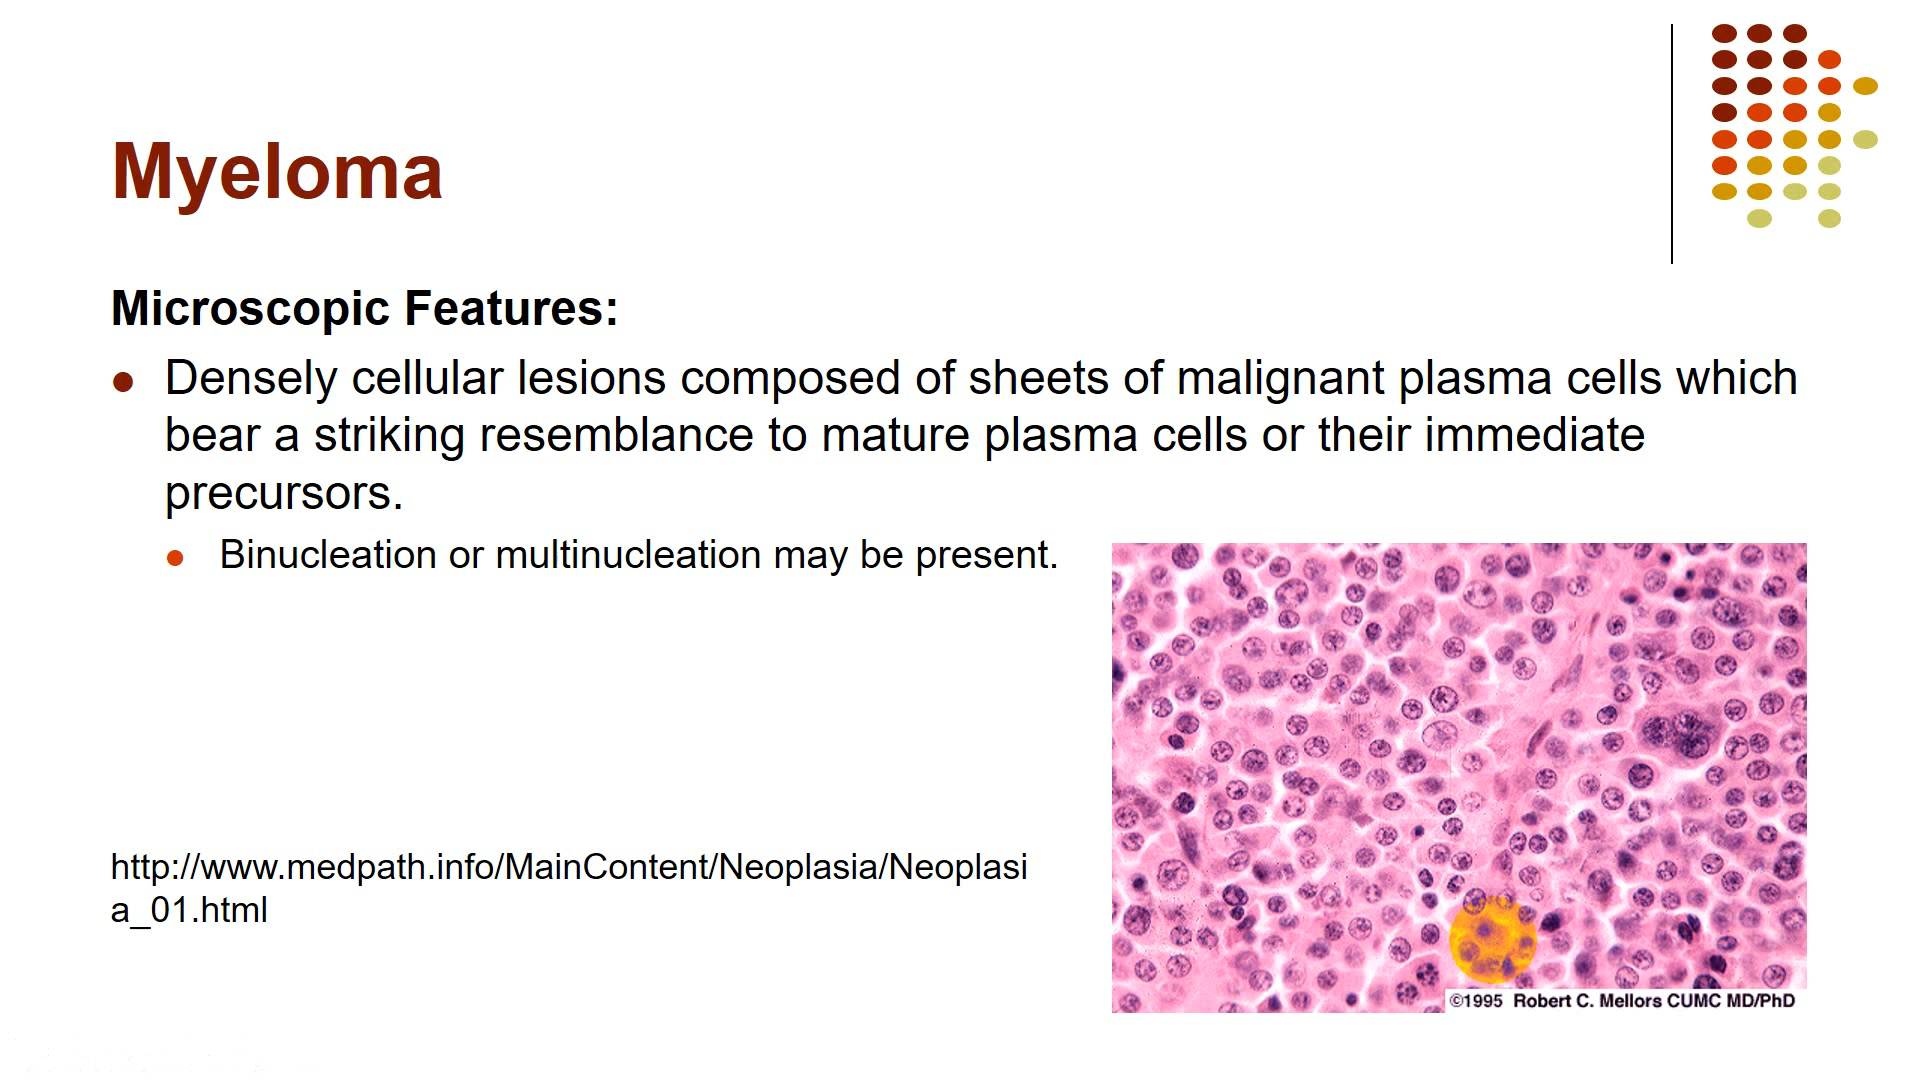 Myeloma
Microscopic Features:
Densely cellular lesions composed of sheets of malignant plasma cells which
bear a striking resemblance to mature plasma cells or their immediate
precursors.
Binucleation or multinucleation may be present.
http://www.medpath.info/MainContent/Neoplasia/Neoplasi
a_01.html
©1995 Robert C. Mellors CUMC MD/PhD